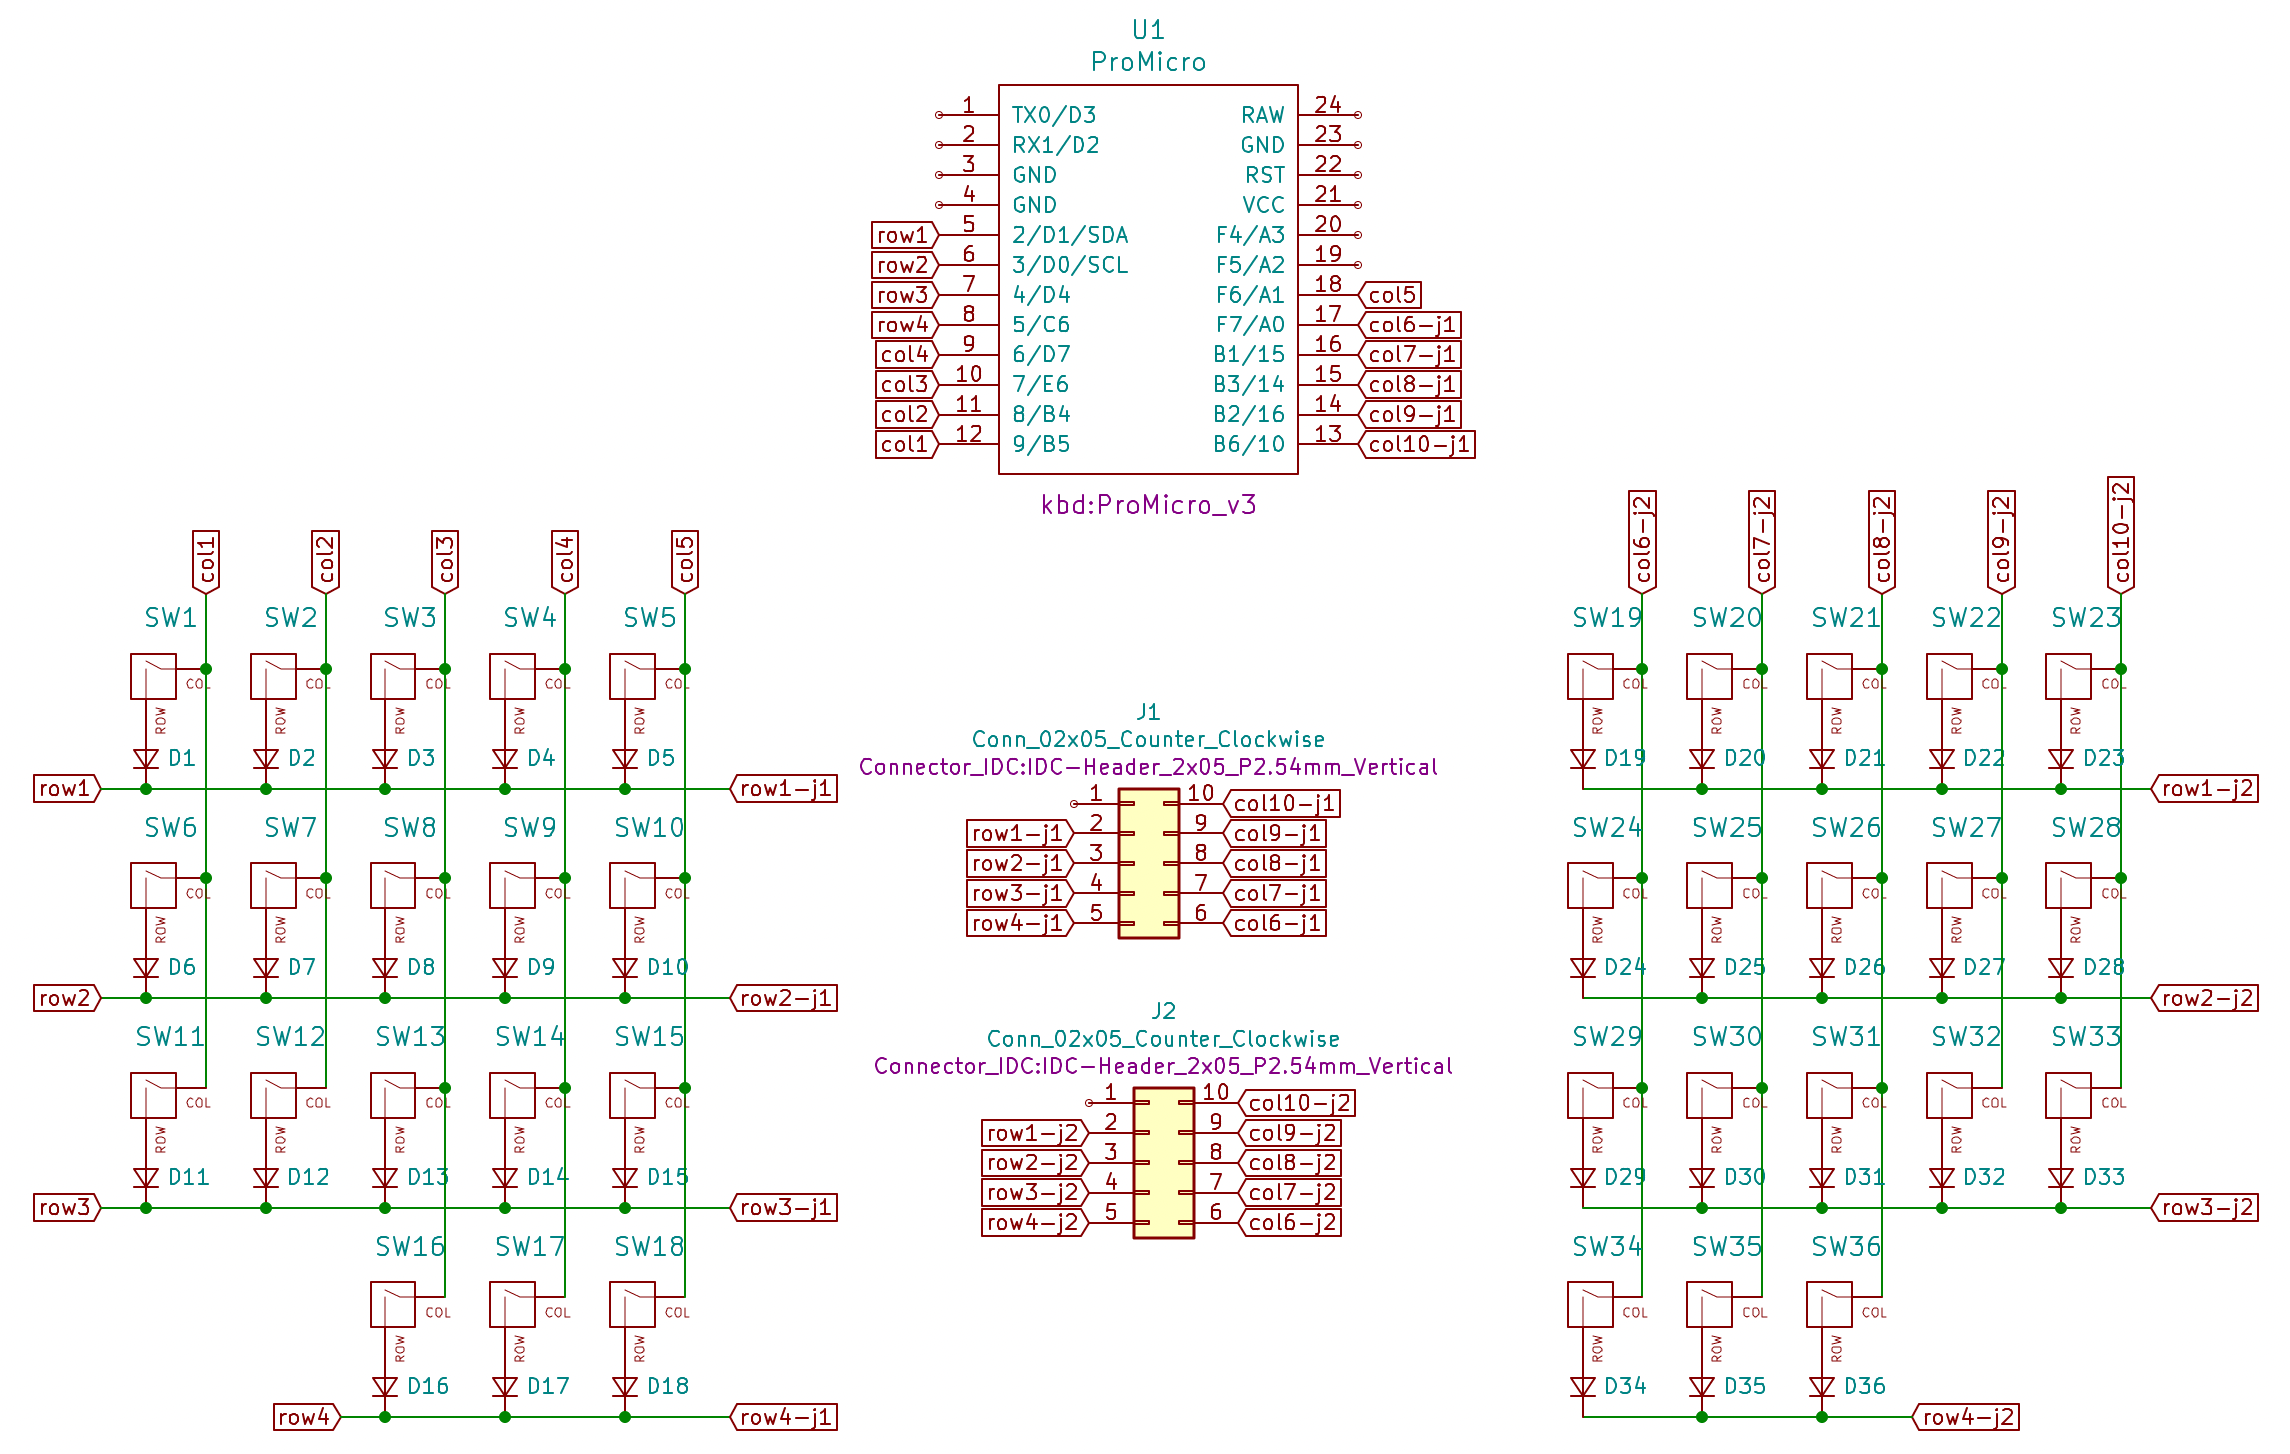 U1
ProMicro
1 TX0/D3 RAW 24
2 RX1/D2 GND 23
3 GND RST 22
4 GND VCC 21
row1 5 2/D1/SDA F4/A3 20
row2 6 3/D0/SCL F5/A2 19
row3 7 4/D4 F6/A1 18 col5
row4 8 5/C6 F7/A0 17 col6-j1
col4 9 6/D7 B1/15 16 col7-j1
col3 10 7/E6 B3/14 15 col8-j1
col2 11 8/B4 B2/16 14 col9-j1
col1 12 9/B5 B6/10 13 col10-j1
kbd:ProMicro_v3
col1 col2 col3 col4 col5
SW1 SW2 SW3 SW4 SW5
COL COL COL COL COL
ROW ROW ROW ROW ROW
D1 D2 D3 D4 D5
row1 row1-j1
SW6 SW7 SW8 SW9 SW10
COL COL COL COL COL
ROW ROW ROW ROW ROW
D6 D7 D8 D9 D10
row2 row2-j1
SW11 SW12 SW13 SW14 SW15
COL COL COL COL COL
ROW ROW ROW ROW ROW
D11 D12 D13 D14 D15
row3 row3-j1
SW16 SW17 SW18
COL COL COL
ROW ROW ROW
D16 D17 D18
row4 row4-j1
J1
Conn_02x05_Counter_Clockwise
Connector_IDC:IDC-Header_2x05_P2.54mm_Vertical
1 10 col10-j1
row1-j1 2 9 col9-j1
row2-j1 3 8 col8-j1
row3-j1 4 7 col7-j1
row4-j1 5 6 col6-j1
J2
Conn_02x05_Counter_Clockwise
Connector_IDC:IDC-Header_2x05_P2.54mm_Vertical
1 10 col10-j2
row1-j2 2 9 col9-j2
row2-j2 3 8 col8-j2
row3-j2 4 7 col7-j2
row4-j2 5 6 col6-j2
col6-j2 col7-j2 col8-j2 col9-j2 col10-j2
SW19 SW20 SW21 SW22 SW23
COL COL COL COL COL
ROW ROW ROW ROW ROW
D19 D20 D21 D22 D23
row1-j2
SW24 SW25 SW26 SW27 SW28
COL COL COL COL COL
ROW ROW ROW ROW ROW
D24 D25 D26 D27 D28
row2-j2
SW29 SW30 SW31 SW32 SW33
COL COL COL COL COL
ROW ROW ROW ROW ROW
D29 D30 D31 D32 D33
row3-j2
SW34 SW35 SW36
COL COL COL
ROW ROW ROW
D34 D35 D36
row4-j2